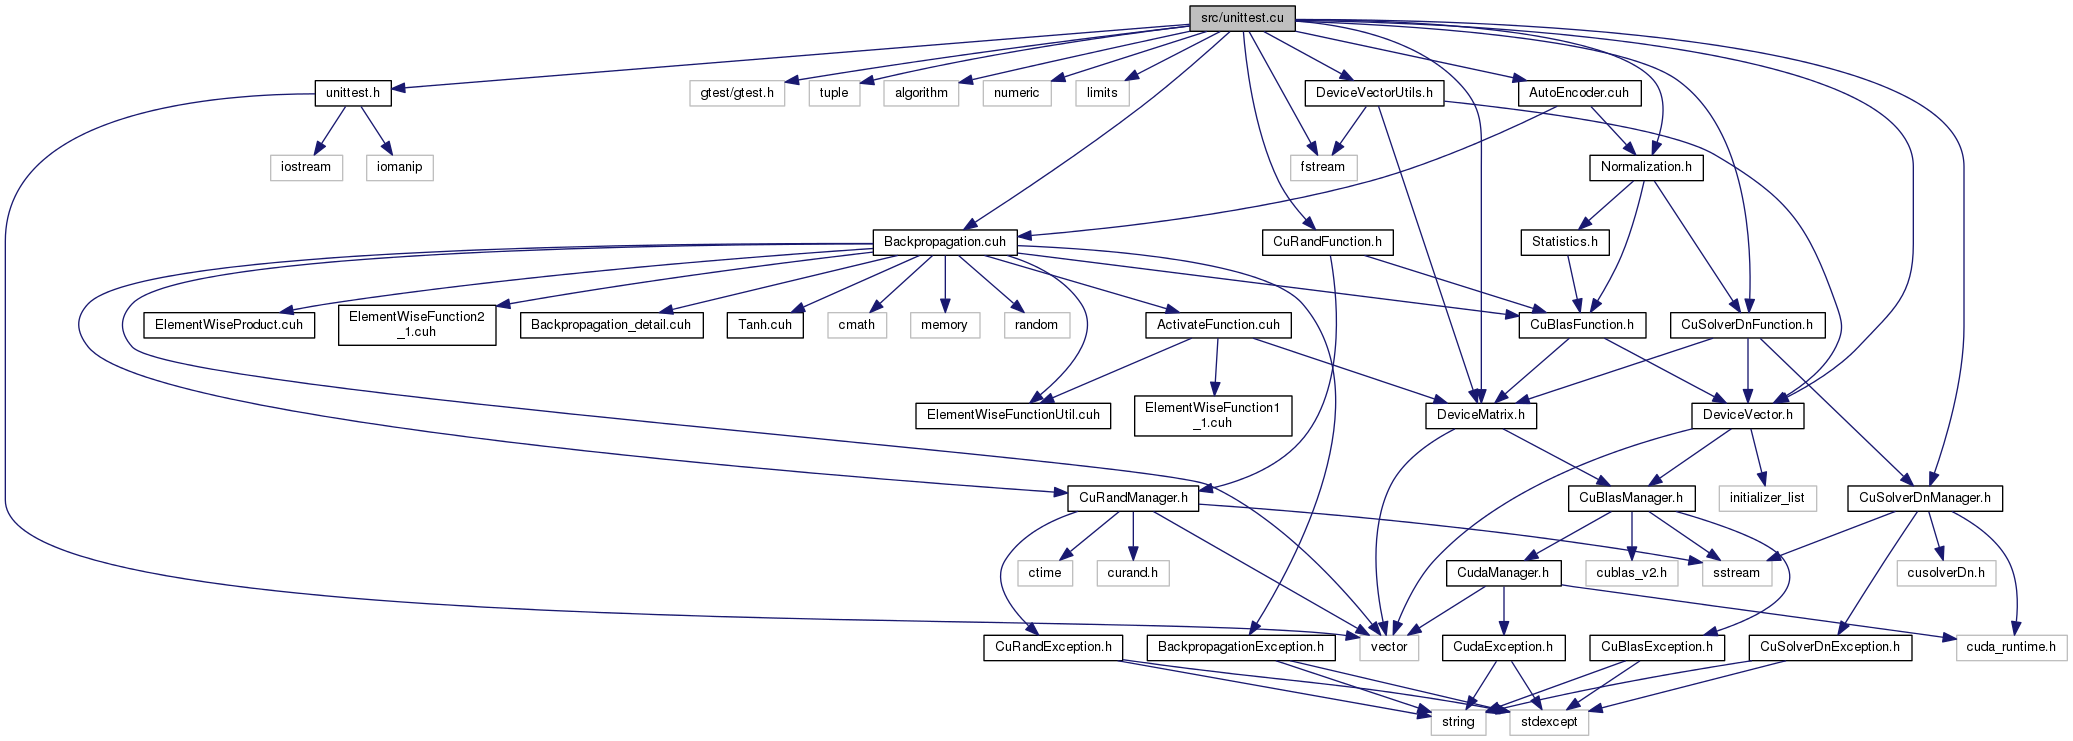 src/unittest.cu
unittest.h
gtest/gtest.h
tuple
algorithm
numeric
limits
DeviceVectorUtils.h
AutoEncoder.cuh
iostream
iomanip
fstream
Normalization.h
Backpropagation.cuh
CuRandFunction.h
Statistics.h
ElementWiseProduct.cuh
ElementWiseFunction2
_1.cuh
Backpropagation_detail.cuh
Tanh.cuh
cmath
memory
random
ActivateFunction.cuh
CuBlasFunction.h
CuSolverDnFunction.h
ElementWiseFunctionUtil.cuh
ElementWiseFunction1
_1.cuh
DeviceMatrix.h
DeviceVector.h
CuRandManager.h
CuBlasManager.h
initializer_list
CuSolverDnManager.h
ctime
curand.h
CudaManager.h
cublas_v2.h
sstream
cusolverDn.h
CuRandException.h
BackpropagationException.h
vector
CudaException.h
CuBlasException.h
CuSolverDnException.h
cuda_runtime.h
string
stdexcept